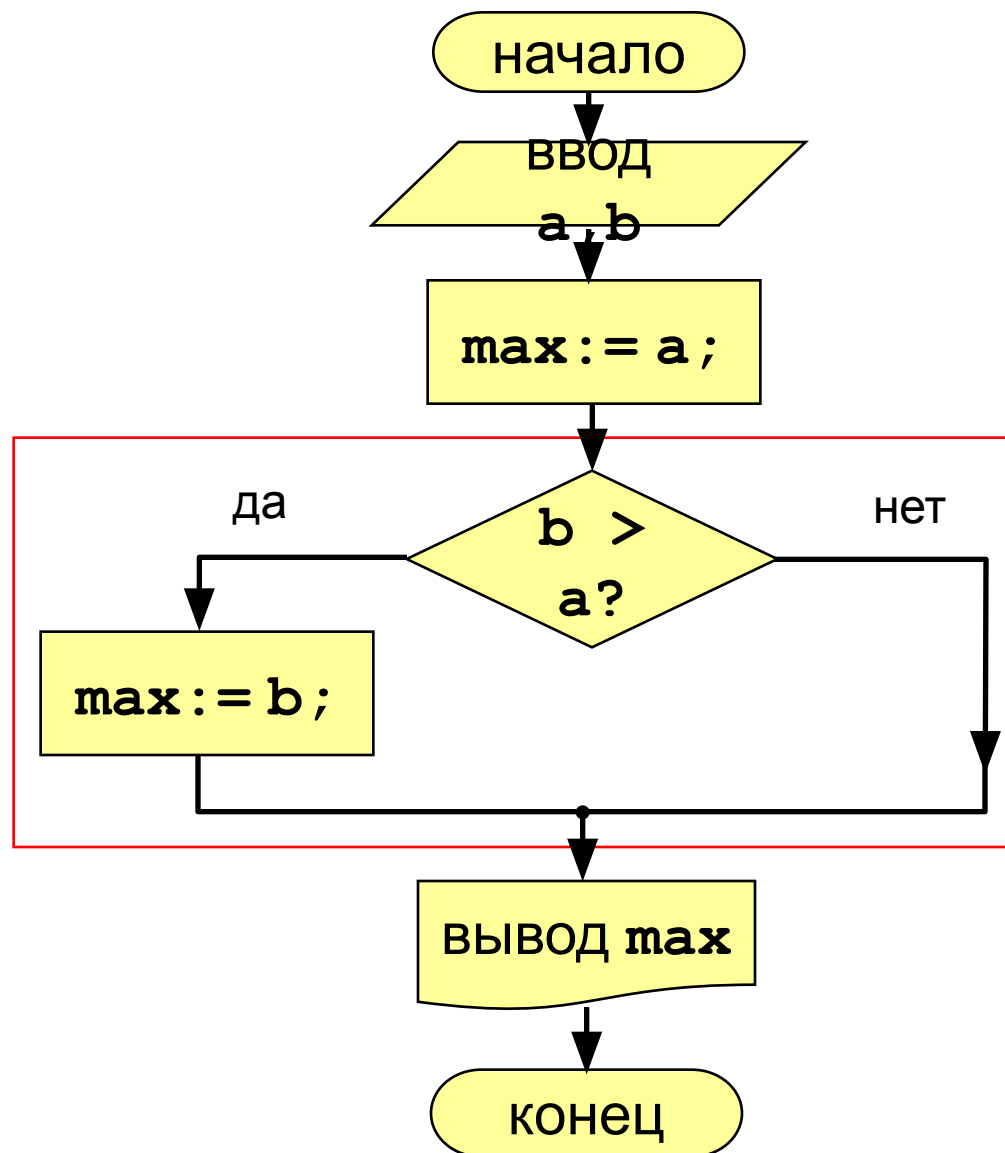 начало
ввод
a,b
max:= a;
да
нет
b >
a?
max:= b;
вывод max
конец